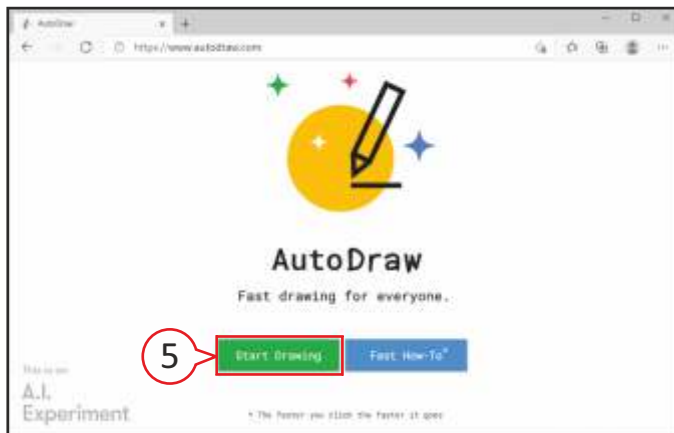 AutoDraw
https://www.autodraw.com
AutoDraw
Fast drawing for everyone.
5
Start Drawing
Fast How-To*
This is an
A.I.
Experiment
* The faster you click the faster it goes